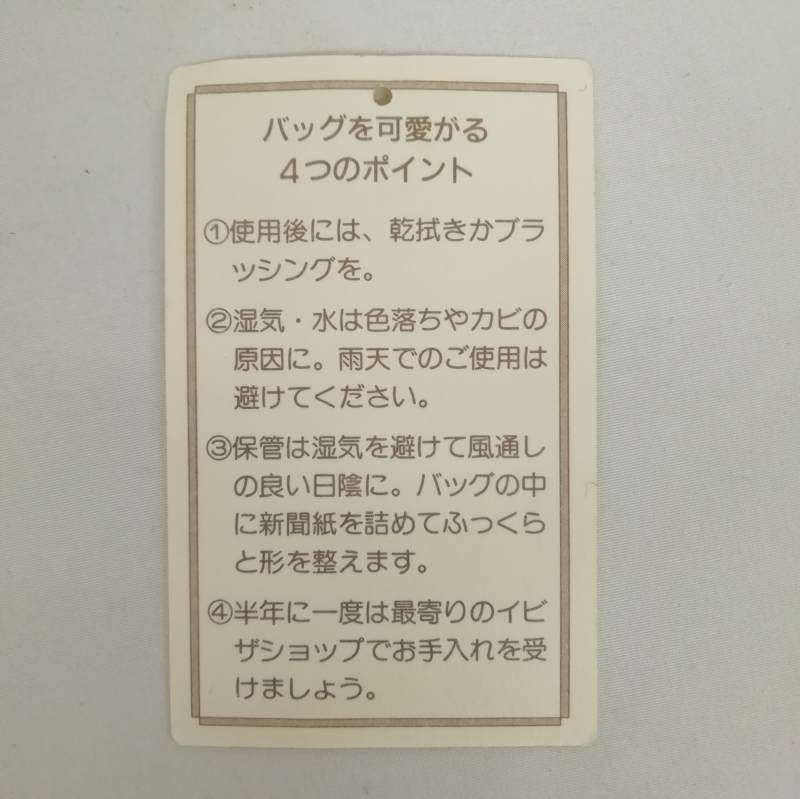 バッグを可愛がる
4つのポイント
①使用後には、乾拭きかブラ
ッシングを。
②湿気・水は色落ちやカビの
原因に。雨天でのご使用は
避けてください。
③保管は湿気を避けて風通し
の良い日陰に。バッグの中
に新聞紙を詰めてふっくら
と形を整えます。
④半年に一度は最寄りのイビ
ザショップでお手入れを受
けましょう。